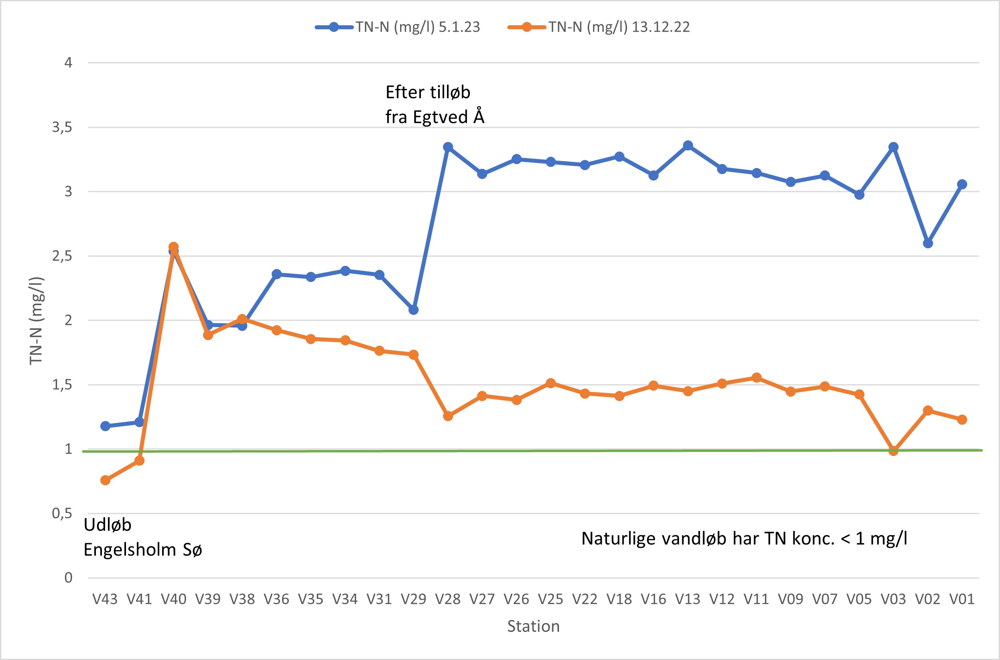 TN-N (mg/l) 5.1.23 TN-N (mg/l) 13.12.22
4
Efter tilløb
fra Egtved Å
3,5
3
2,5
TN-N (mg/l)
2
1,5
1
0,5
Udløb
Engelsholm Sø
Naturlige vandløb har TN konc. < 1 mg/l
0
V43 V41 V40 V39 V38 V36 V35 V34 V31 V29 V28 V27 V26 V25 V22 V18 V16 V13 V12 V11 V09 V07 V05 V03 V02 V01
Station